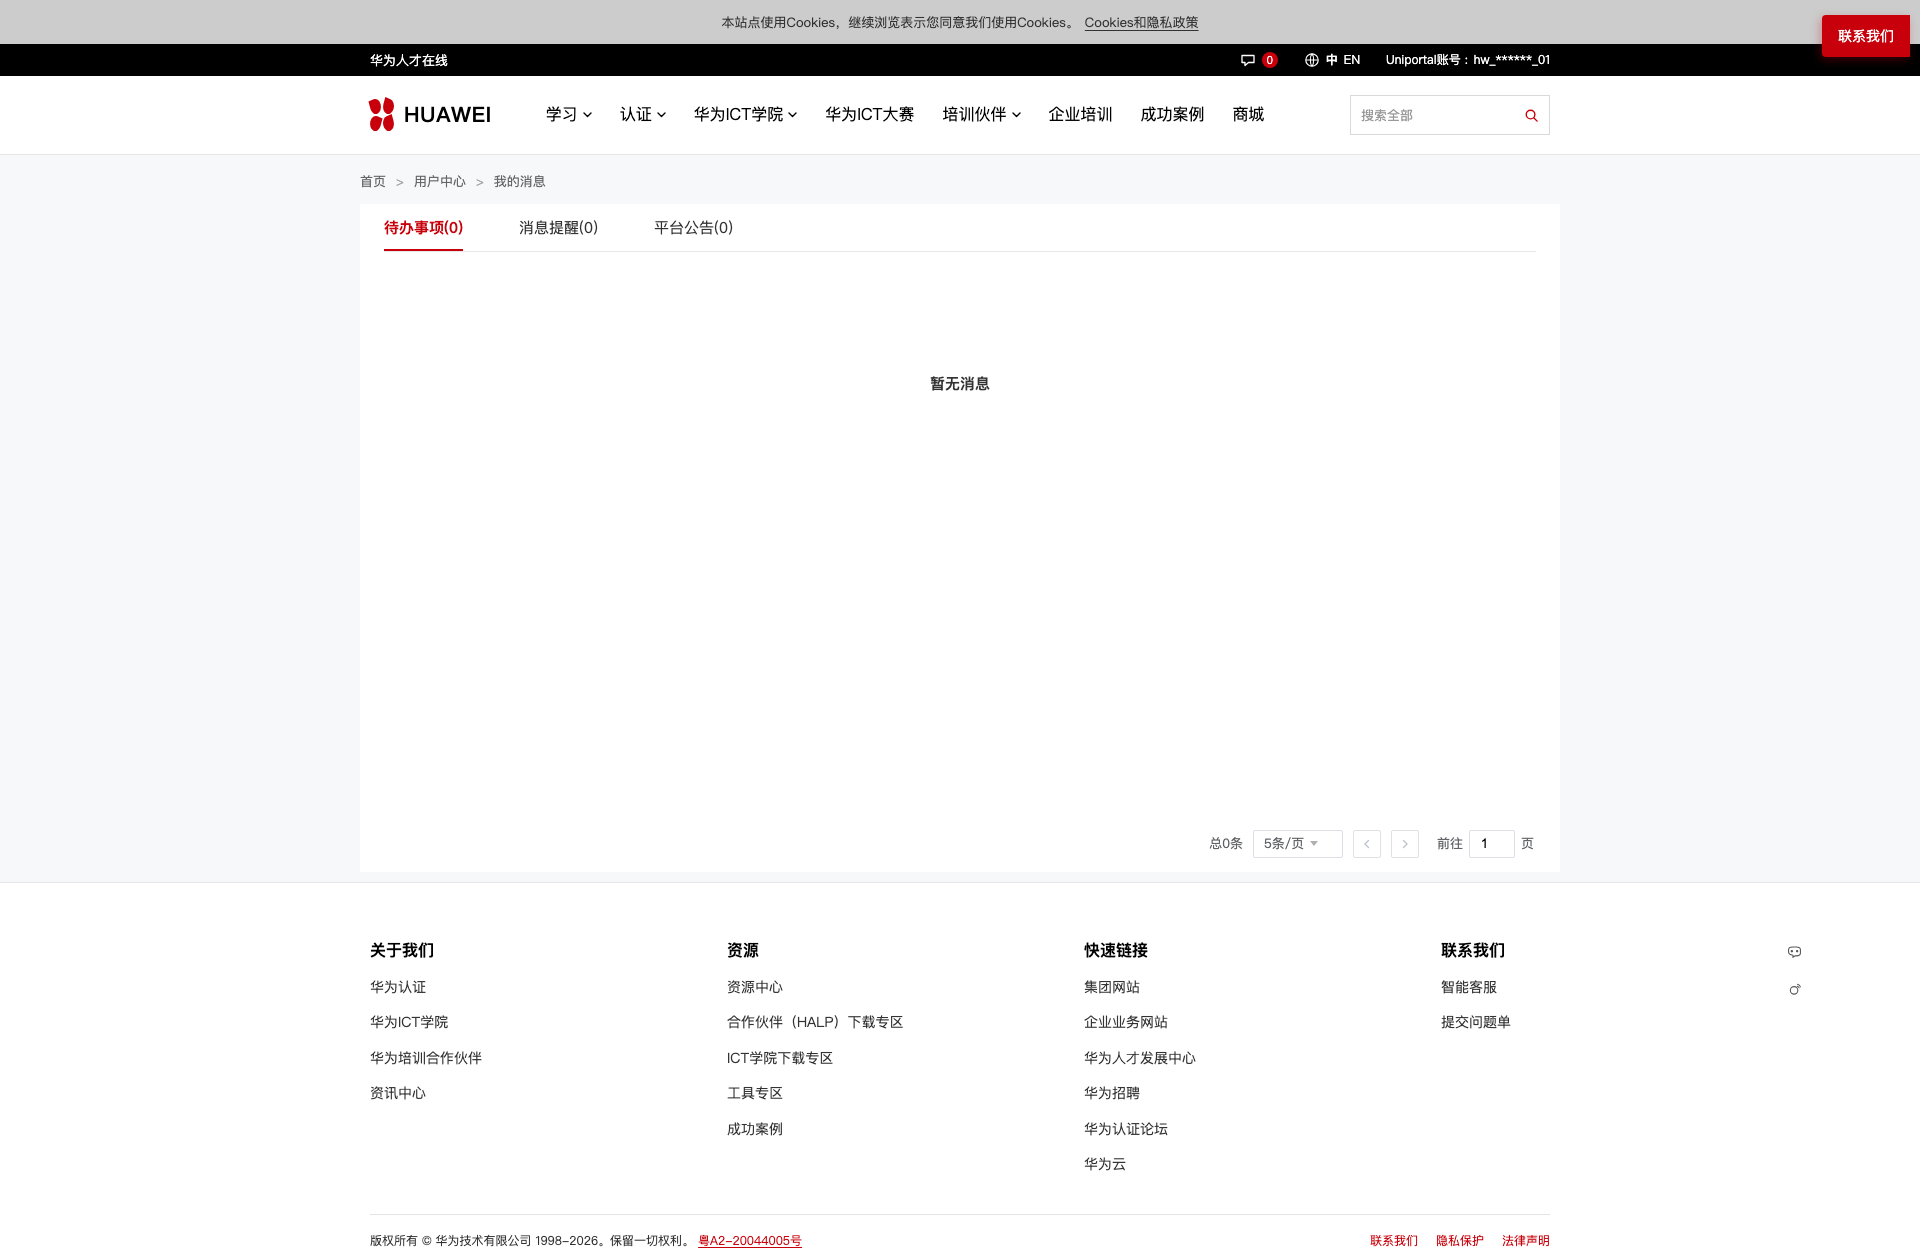 本站点使用Cookies，继续浏览表示您同意我们使用Cookies。 Cookies和隐私政策
联系我们
华为人才在线
0
中 EN
Uniportal账号：hw_******_01
HUAWEI
学习
认证
华为ICT学院
华为ICT大赛
培训伙伴
企业培训
成功案例
商城
搜索全部
首页 > 用户中心 > 我的消息
待办事项(0)
消息提醒(0)
平台公告(0)
暂无消息
总0条
5条/页
前往 1 页
关于我们
华为认证
华为ICT学院
华为培训合作伙伴
资讯中心
资源
资源中心
合作伙伴（HALP）下载专区
ICT学院下载专区
工具专区
成功案例
快速链接
集团网站
企业业务网站
华为人才发展中心
华为招聘
华为认证论坛
华为云
联系我们
智能客服
提交问题单
版权所有 © 华为技术有限公司 1998-2026。保留一切权利。 粤A2-20044005号
联系我们 隐私保护 法律声明